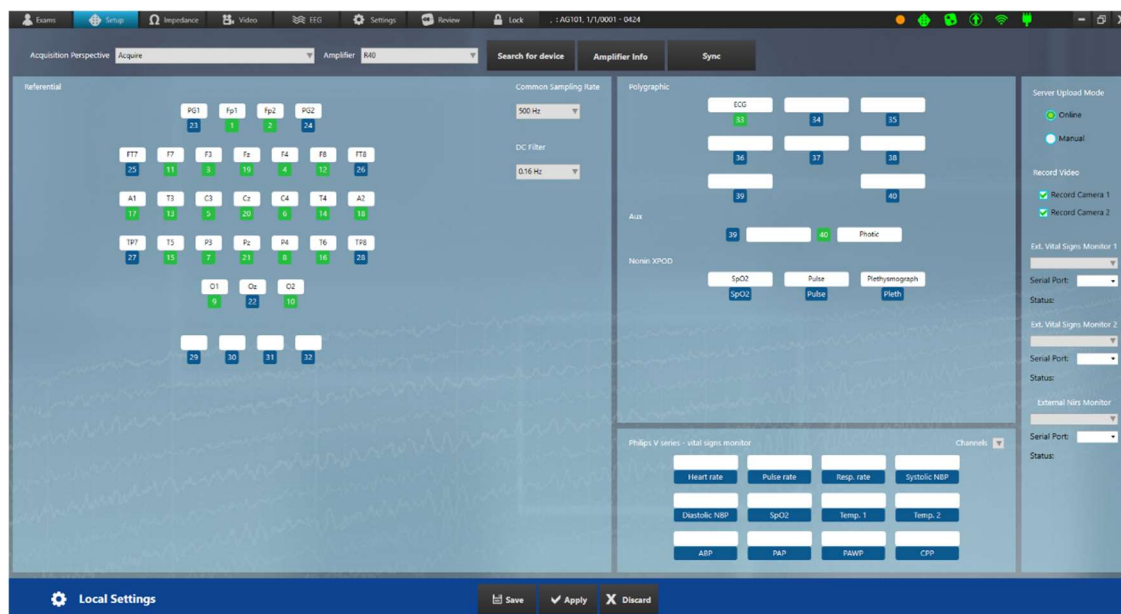 Exams Setup Impedance Video EEG Settings Review Lock , : AG101, 1/1/0001 - 0424
Acquisition Perspective Acquire Amplifier R40 Search for device Amplifier Info Sync
Referential
Common Sampling Rate
500 Hz
DC Filter
0.16 Hz
PG1 Fp1 Fp2 PG2
23 1 2 24
FT7 F7 F3 Fz F4 F8 FT8
25 11 3 19 4 12 26
A1 T3 C3 Cz C4 T4 A2
17 13 5 20 6 14 18
TP7 T5 P3 Pz P4 T6 TP8
27 15 7 21 8 16 28
O1 Oz O2
9 22 10
29 30 31 32
Polygraphic
ECG
33 34 35
36 37 38
39 40
Aux
39 40 Photic
Nonin XPOD
SpO2 Pulse Plethysmograph
SpO2 Pulse Pleth
Philips V series - vital signs monitor Channels
Heart rate Pulse rate Resp. rate Systolic NBP
Diastolic NBP SpO2 Temp. 1 Temp. 2
ABP PAP PAWP CPP
Server Upload Mode
Online
Manual
Record Video
Record Camera 1
Record Camera 2
Ext. Vital Signs Monitor 1
Serial Port:
Status:
Ext. Vital Signs Monitor 2
Serial Port:
Status:
External Nirs Monitor
Serial Port:
Status:
Local Settings Save Apply Discard